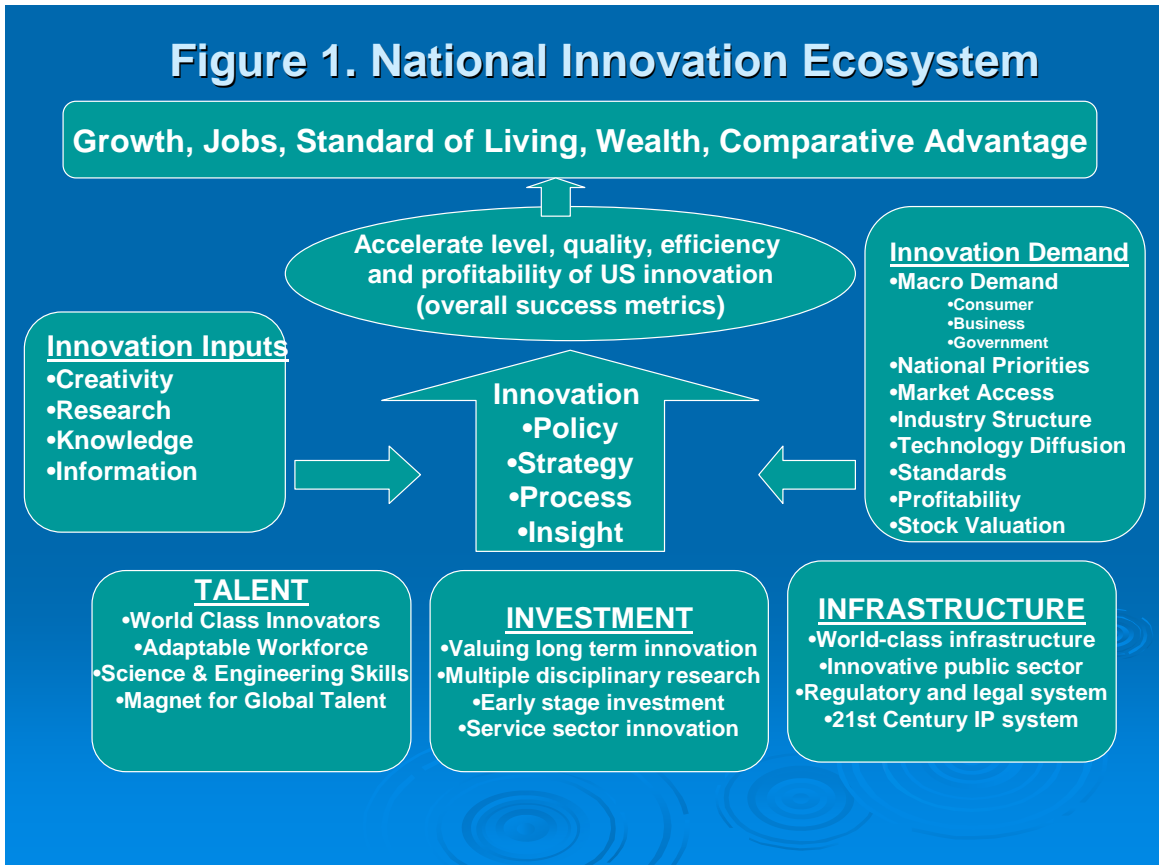 Figure 1. National Innovation Ecosystem
Growth, Jobs, Standard of Living, Wealth, Comparative Advantage
Accelerate level, quality, efficiency
and profitability of US innovation
(overall success metrics)
Innovation Inputs
•Creativity
•Research
•Knowledge
•Information
Innovation
•Policy
•Strategy
•Process
•Insight
Innovation Demand
•Macro Demand
•Consumer
•Business
•Government
•National Priorities
•Market Access
•Industry Structure
•Technology Diffusion
•Standards
•Profitability
•Stock Valuation
TALENT
•World Class Innovators
•Adaptable Workforce
•Science & Engineering Skills
•Magnet for Global Talent
INVESTMENT
•Valuing long term innovation
•Multiple disciplinary research
•Early stage investment
•Service sector innovation
INFRASTRUCTURE
•World-class infrastructure
•Innovative public sector
•Regulatory and legal system
•21st Century IP system